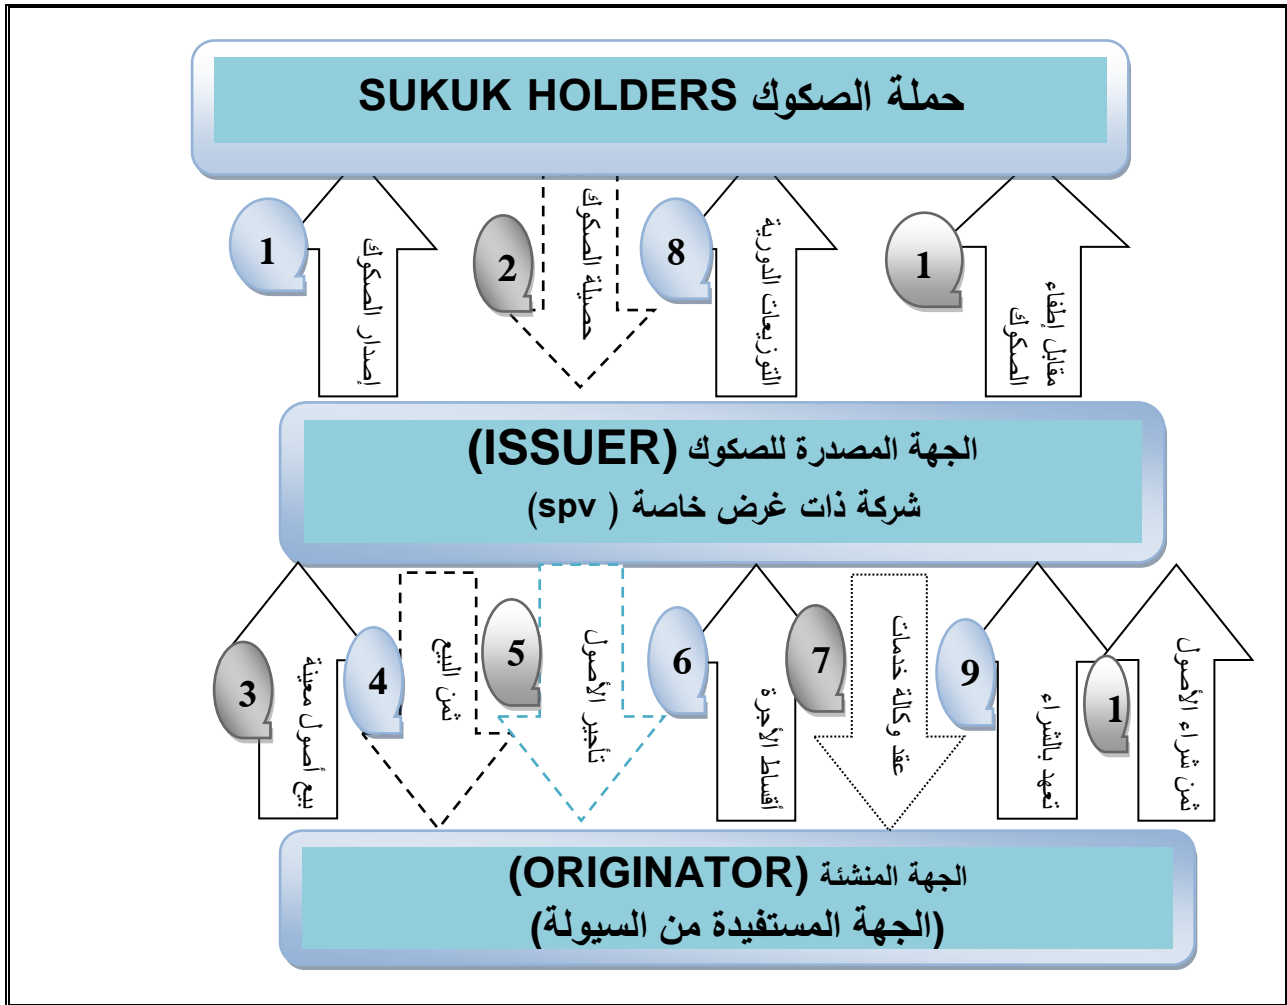 حملة الصكوك SUKUK HOLDERS
1
إصدار الصكوك
2
حصيلة الصكوك
8
التوزيعات الدورية
1
مقابل إطفاء
الصكوك
الجهة المصدرة للصكوك (ISSUER)
شركة ذات غرض خاصة ( spv)
3
بيع أصول معينة
4
ثمن البيع
5
تأجير الأصول
6
أقساط الأجرة
7
عقد وكالة خدمات
9
تعهد بالشراء
1
ثمن شراء الأصول
الجهة المنشئة (ORIGINATOR)
(الجهة المستفيدة من السيولة)